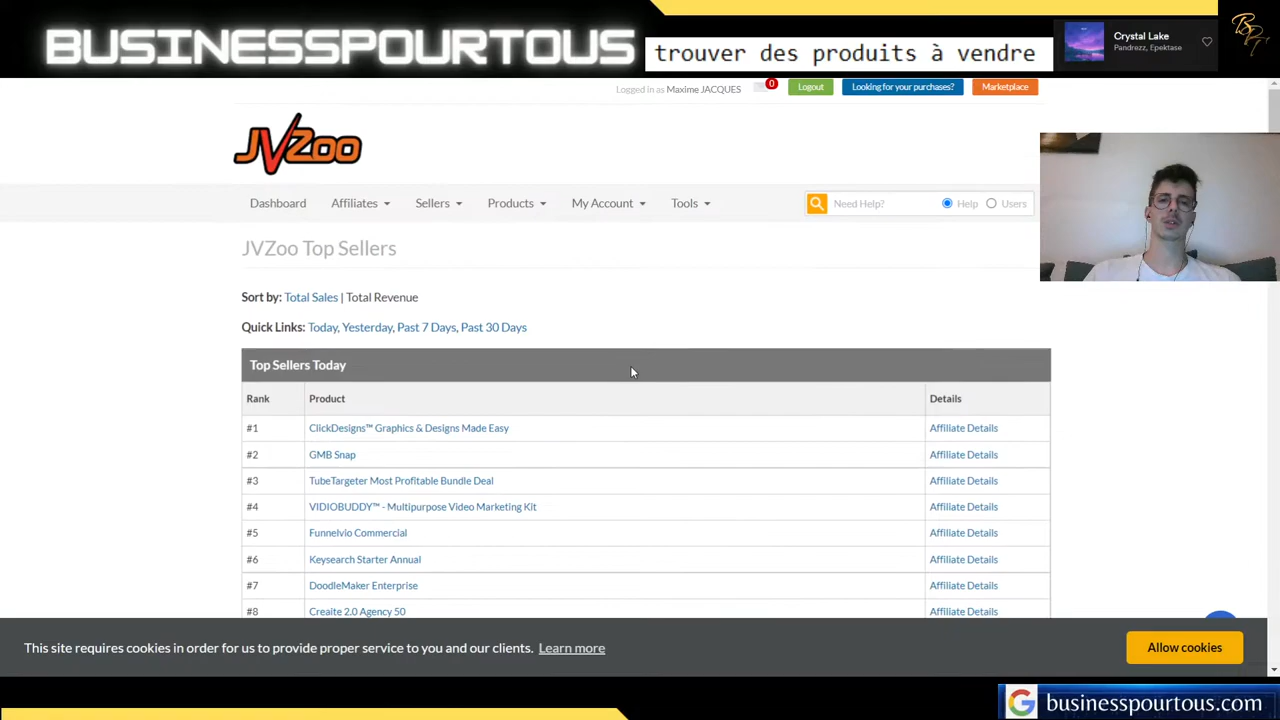 BUSINESSPOURTOUS
trouver des produits à vendre
Crystal Lake
Pandrezz, Epektase
Logged in as Maxime JACQUES
0
Logout
Looking for your purchases?
Marketplace
JVZoo
Dashboard
Affiliates
Sellers
Products
My Account
Tools
Need Help?
Help
Users
JVZoo Top Sellers
Sort by: Total Sales | Total Revenue
Quick Links: Today, Yesterday, Past 7 Days, Past 30 Days
Top Sellers Today
Rank Product Details
#1 ClickDesigns™ Graphics & Designs Made Easy Affiliate Details
#2 GMB Snap Affiliate Details
#3 TubeTargeter Most Profitable Bundle Deal Affiliate Details
#4 VIDIOBUDDY™ - Multipurpose Video Marketing Kit Affiliate Details
#5 Funnelvio Commercial Affiliate Details
#6 Keysearch Starter Annual Affiliate Details
#7 DoodleMaker Enterprise Affiliate Details
#8 Creaite 2.0 Agency 50 Affiliate Details
This site requires cookies in order for us to provide proper service to you and our clients. Learn more
Allow cookies
businesspourtous.com